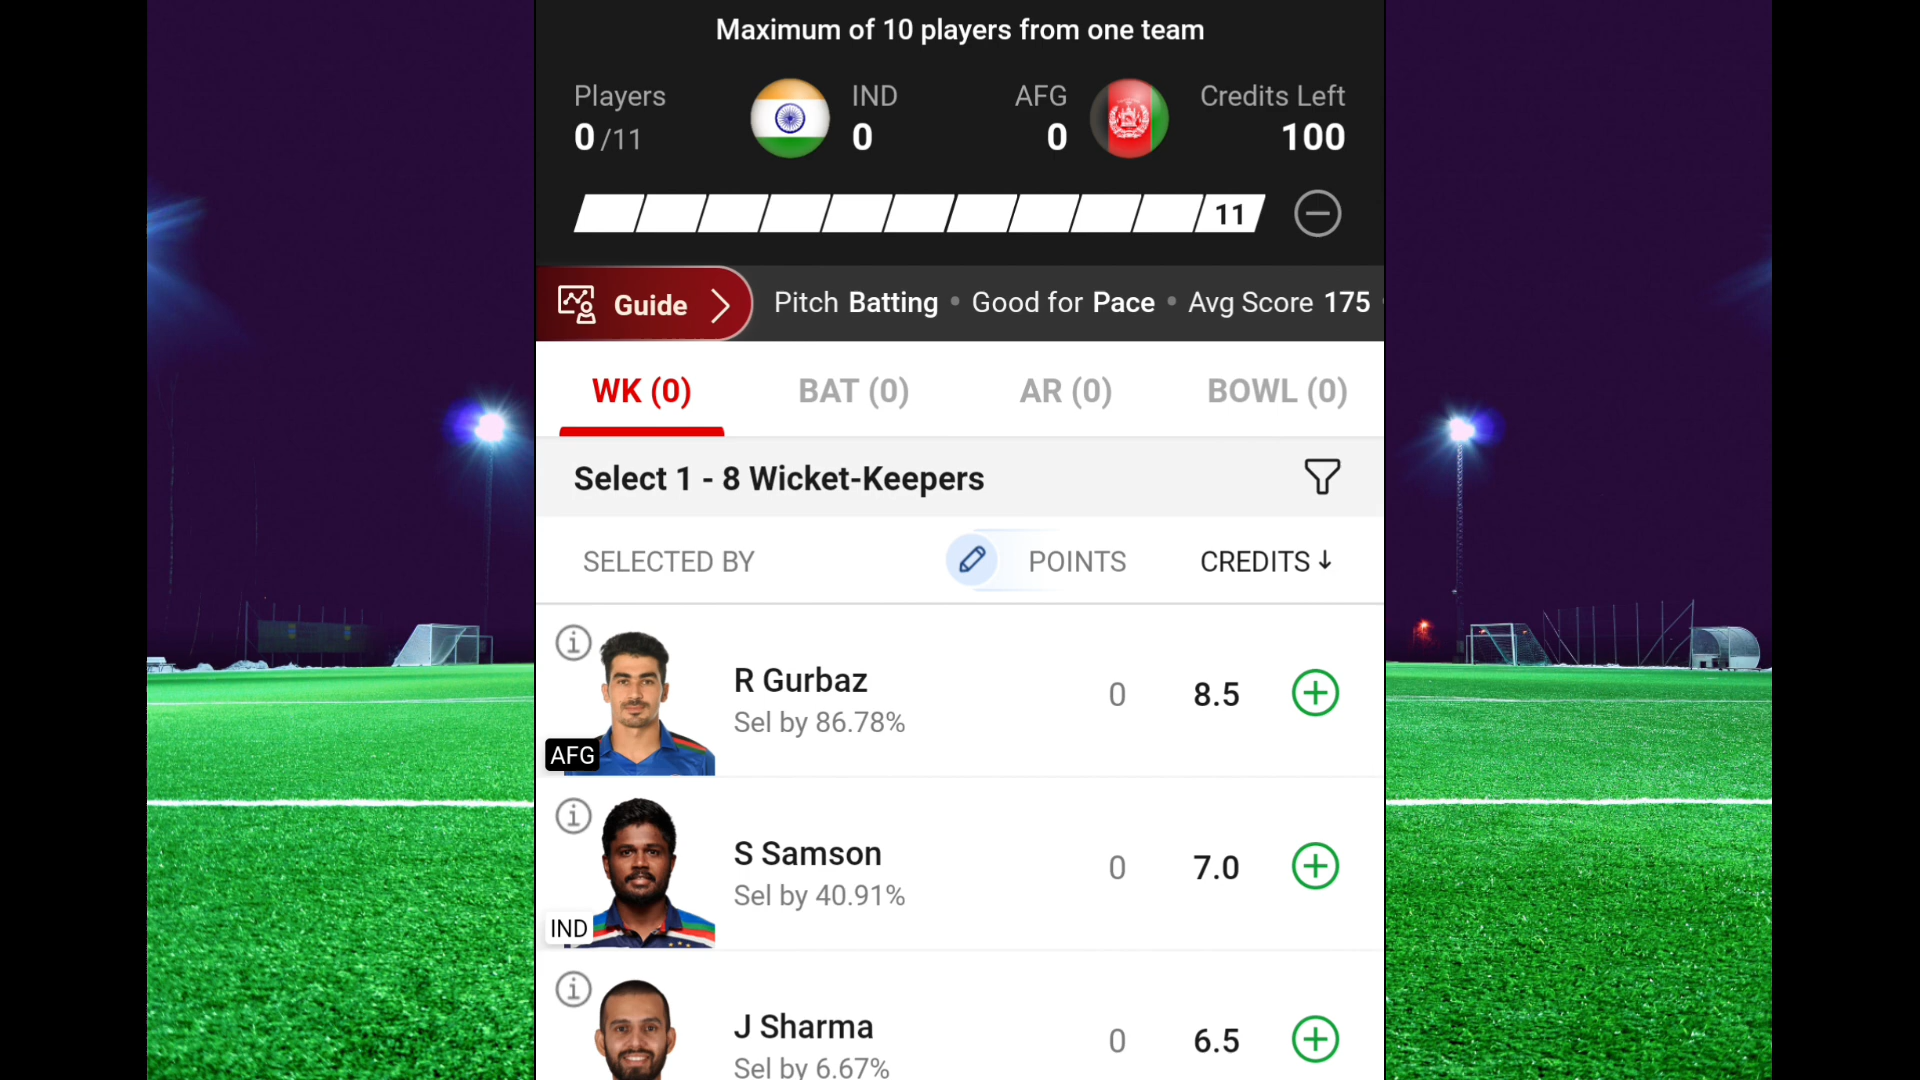 Maximum of 10 players from one team
Players IND AFG Credits Left
0/11 0 0 100
11
Guide Pitch Batting • Good for Pace • Avg Score 175
WK (0) BAT (0) AR (0) BOWL (0)
Select 1 - 8 Wicket-Keepers
SELECTED BY POINTS CREDITS ↓
R Gurbaz 0 8.5
Sel by 86.78%
AFG
S Samson 0 7.0
Sel by 40.91%
IND
J Sharma 0 6.5
Sel by 6.67%